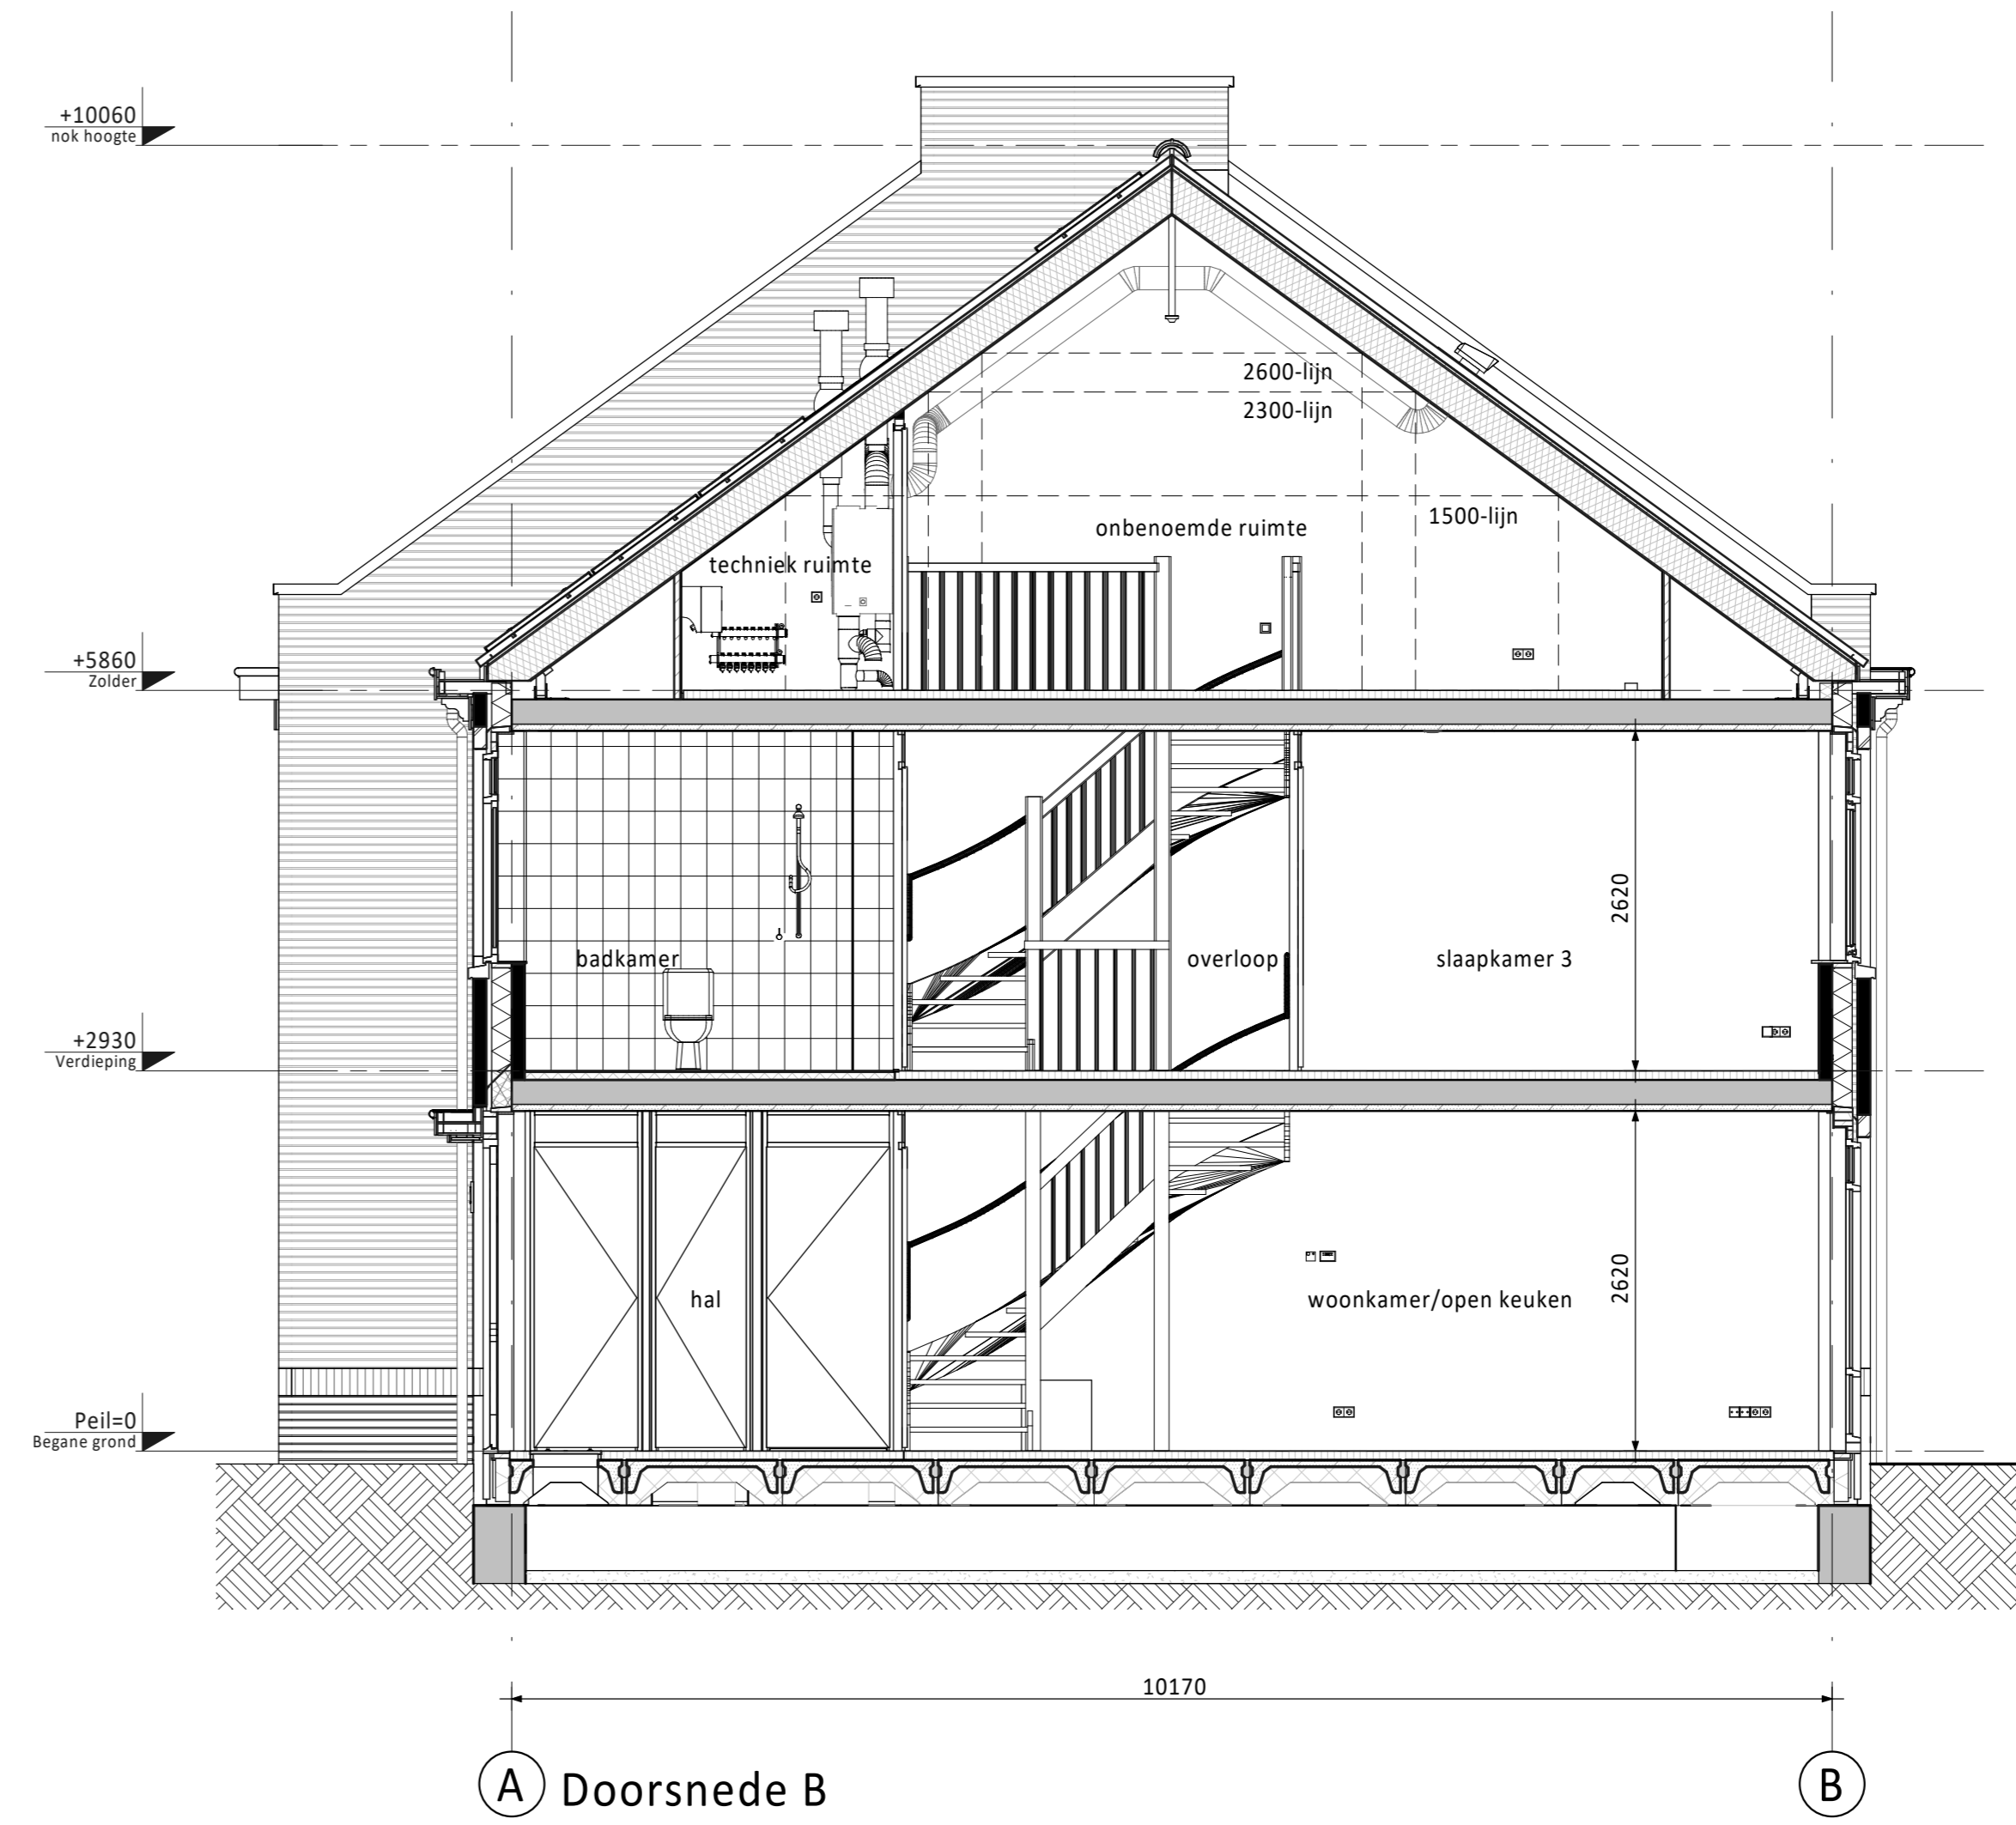 +10060
nok hoogte
2600-lijn
2300-lijn
1500-lijn
onbenoemde ruimte
techniek ruimte
+5860
Zolder
2620
badkamer
overloop
slaapkamer 3
+2930
Verdieping
2620
hal
woonkamer/open keuken
Peil=0
Begane grond
10170
A
Doorsnede B
B